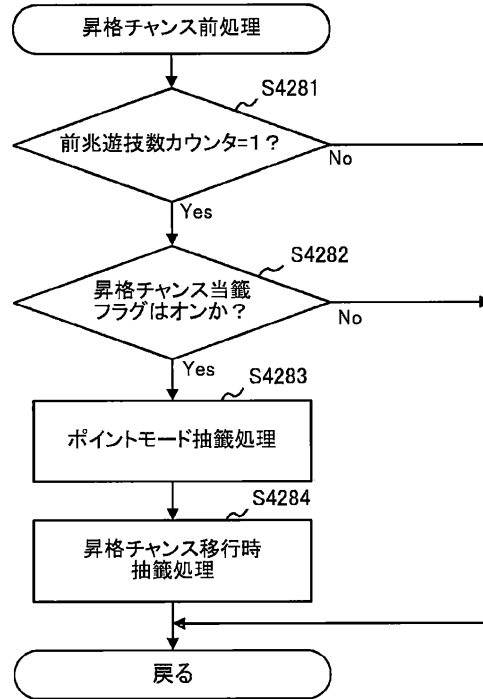 昇格チャンス前処理
S4281
前兆遊技数カウンタ=1?
No
Yes
S4282
昇格チャンス当籤
フラグはオンか?
No
Yes
S4283
ポイントモード抽籤処理
S4284
昇格チャンス移行時
抽籤処理
戻る